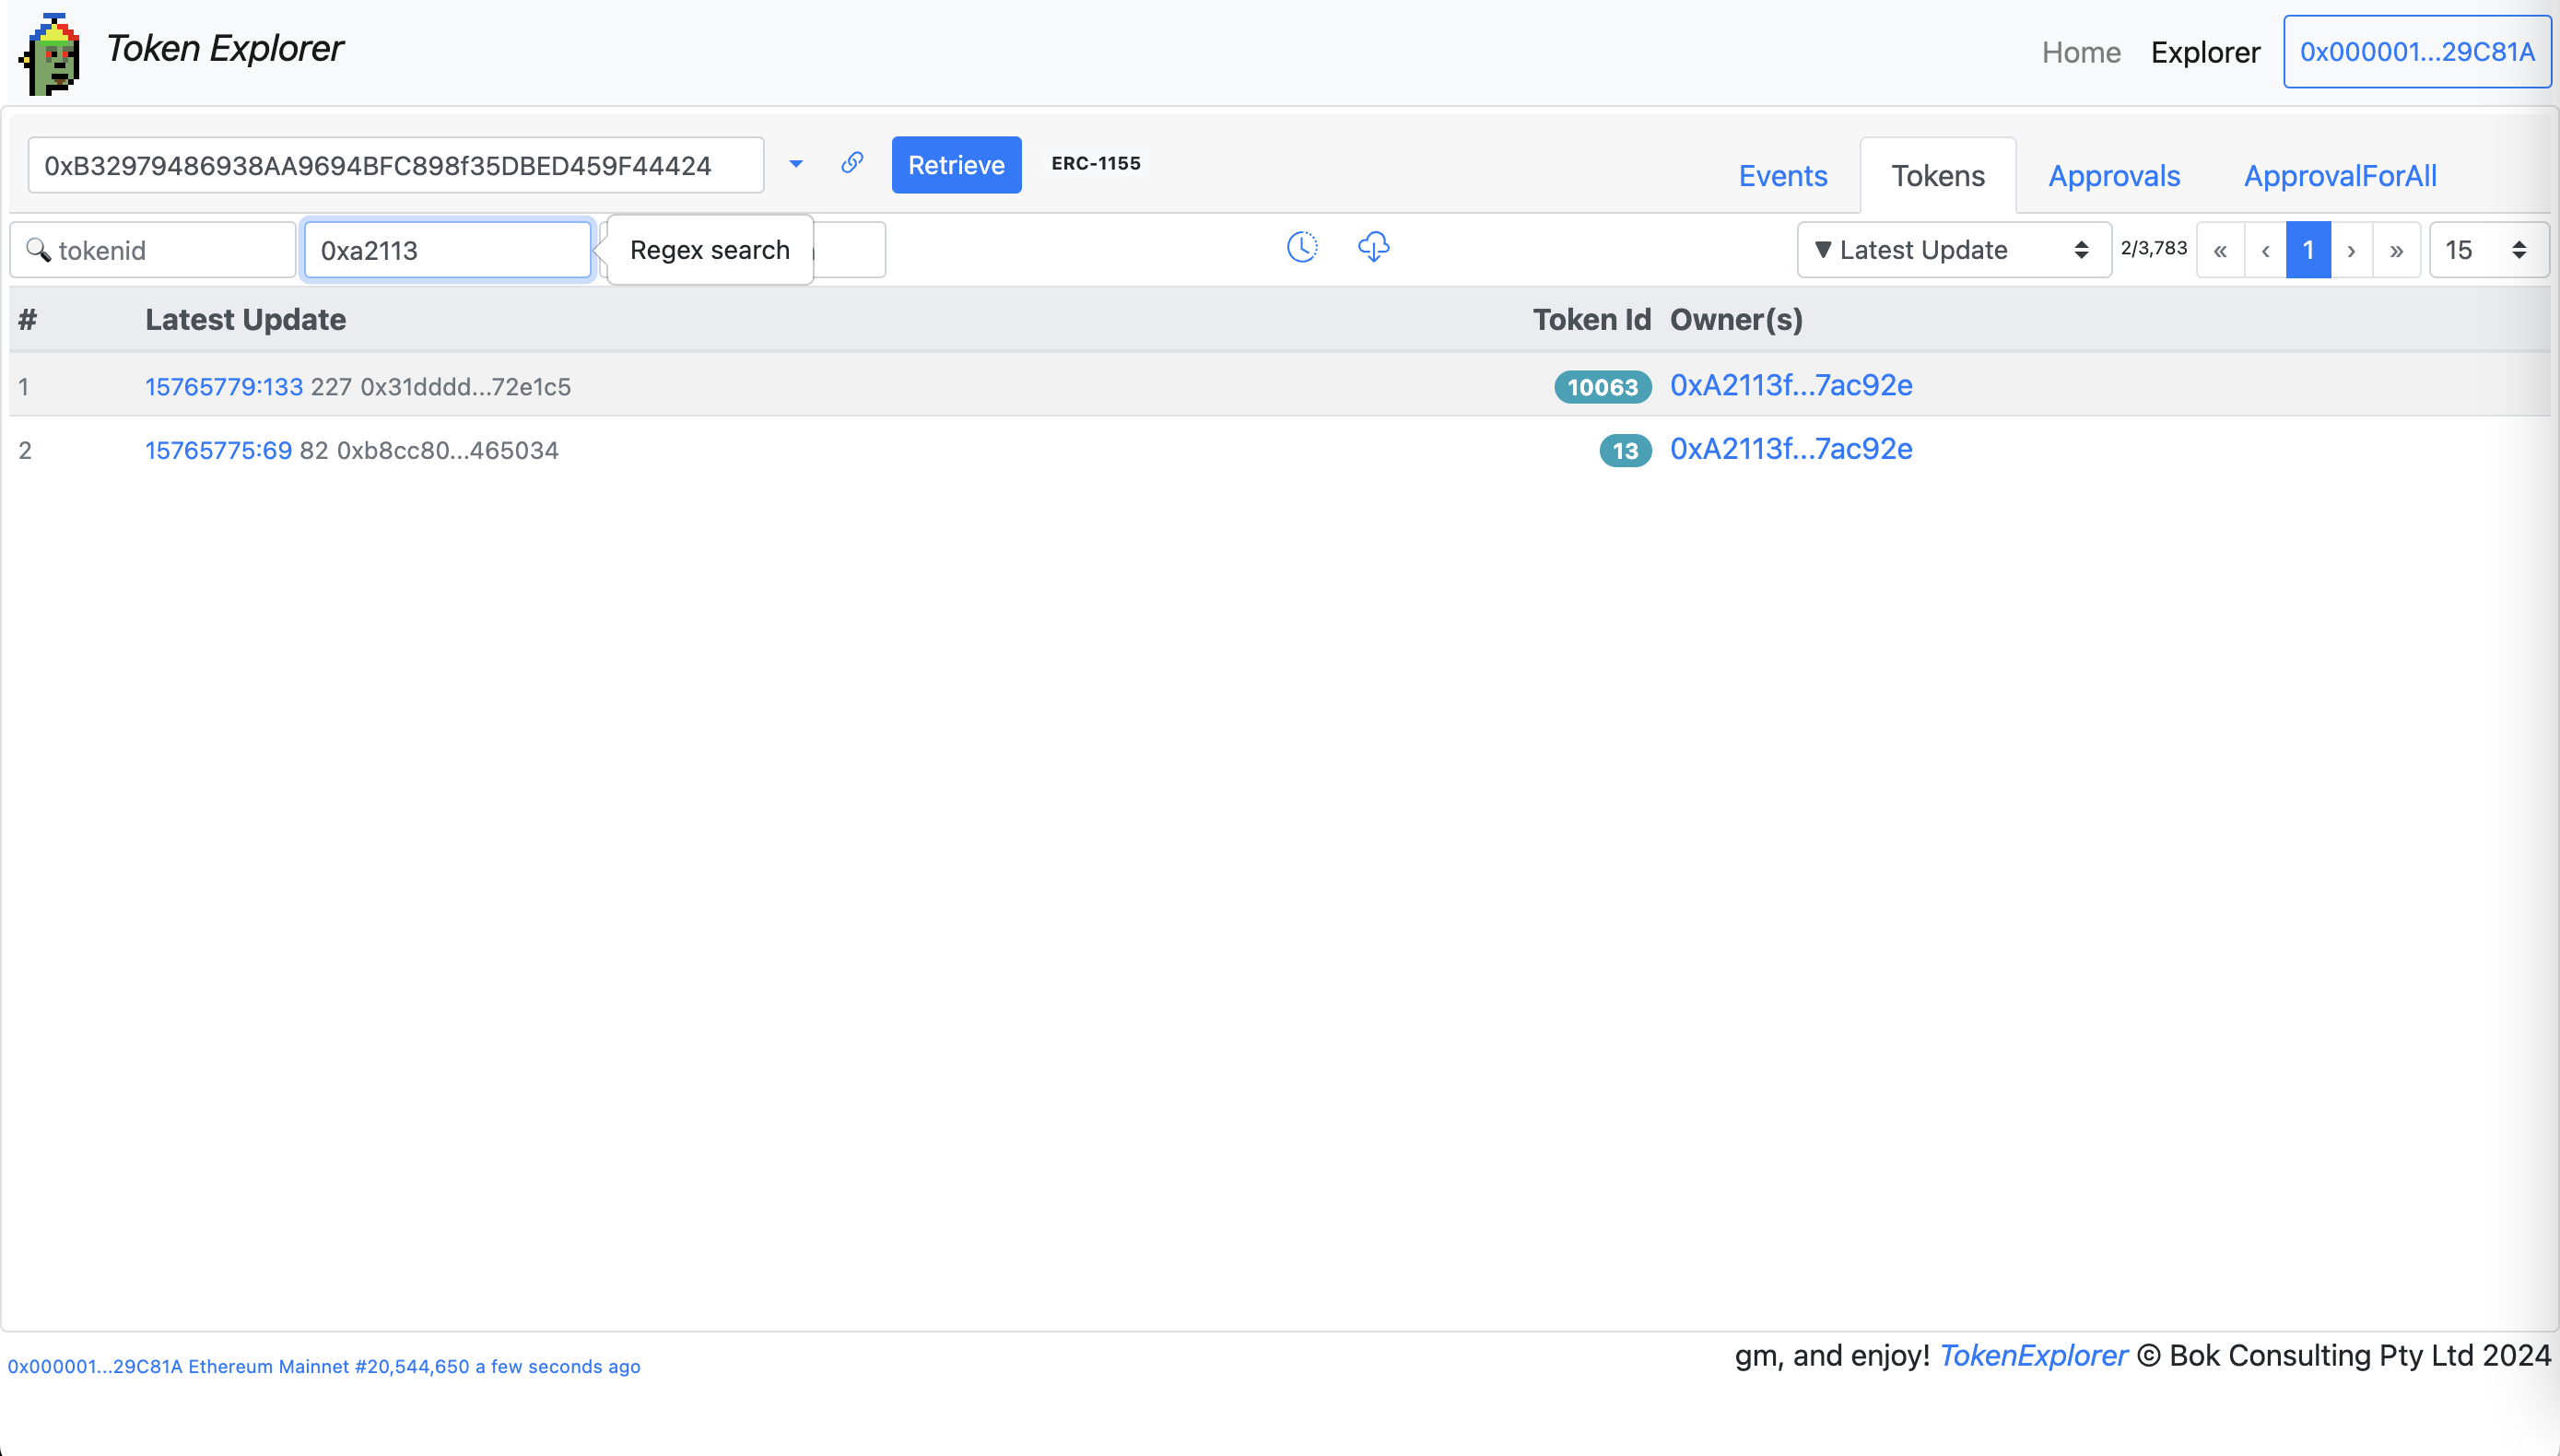 Token Explorer
Home Explorer 0x000001...29C81A
0xB32979486938AA9694BFC898f35DBED459F44424 Retrieve ERC-1155 Events Tokens Approvals ApprovalForAll
🔍 tokenid 0xa2113 Regex search ▼ Latest Update 2/3,783 « ‹ 1 › » 15
# Latest Update Token Id Owner(s)
1 15765779:133 227 0x31dddd...72e1c5 10063 0xA2113f...7ac92e
2 15765775:69 82 0xb8cc80...465034 13 0xA2113f...7ac92e
gm, and enjoy! TokenExplorer © Bok Consulting Pty Ltd 2024
0x000001...29C81A Ethereum Mainnet #20,544,650 a few seconds ago